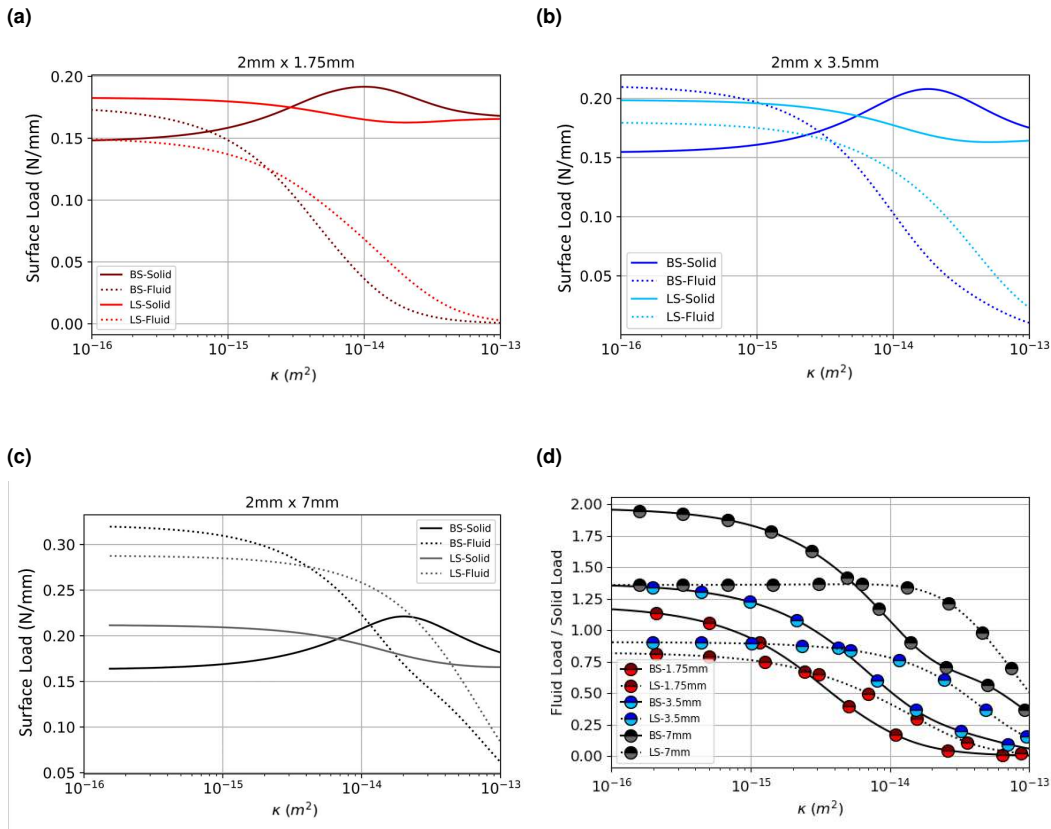 (a)
2mm x 1.75mm
Surface Load (N/mm)
0.20
0.15
0.10
0.05
0.00
BS-Solid
BS-Fluid
LS-Solid
LS-Fluid
10⁻¹⁶
10⁻¹⁵
10⁻¹⁴
10⁻¹³
κ (m²)
(b)
2mm x 3.5mm
Surface Load (N/mm)
0.20
0.15
0.10
0.05
BS-Solid
BS-Fluid
LS-Solid
LS-Fluid
10⁻¹⁶
10⁻¹⁵
10⁻¹⁴
10⁻¹³
κ (m²)
(c)
2mm x 7mm
Surface Load (N/mm)
0.30
0.25
0.20
0.15
0.10
0.05
BS-Solid
BS-Fluid
LS-Solid
LS-Fluid
10⁻¹⁶
10⁻¹⁵
10⁻¹⁴
10⁻¹³
κ (m²)
(d)
Fluid Load / Solid Load
2.00
1.75
1.50
1.25
1.00
0.75
0.50
0.25
0.00
BS-1.75mm
LS-1.75mm
BS-3.5mm
LS-3.5mm
BS-7mm
LS-7mm
10⁻¹⁶
10⁻¹⁵
10⁻¹⁴
10⁻¹³
κ (m²)